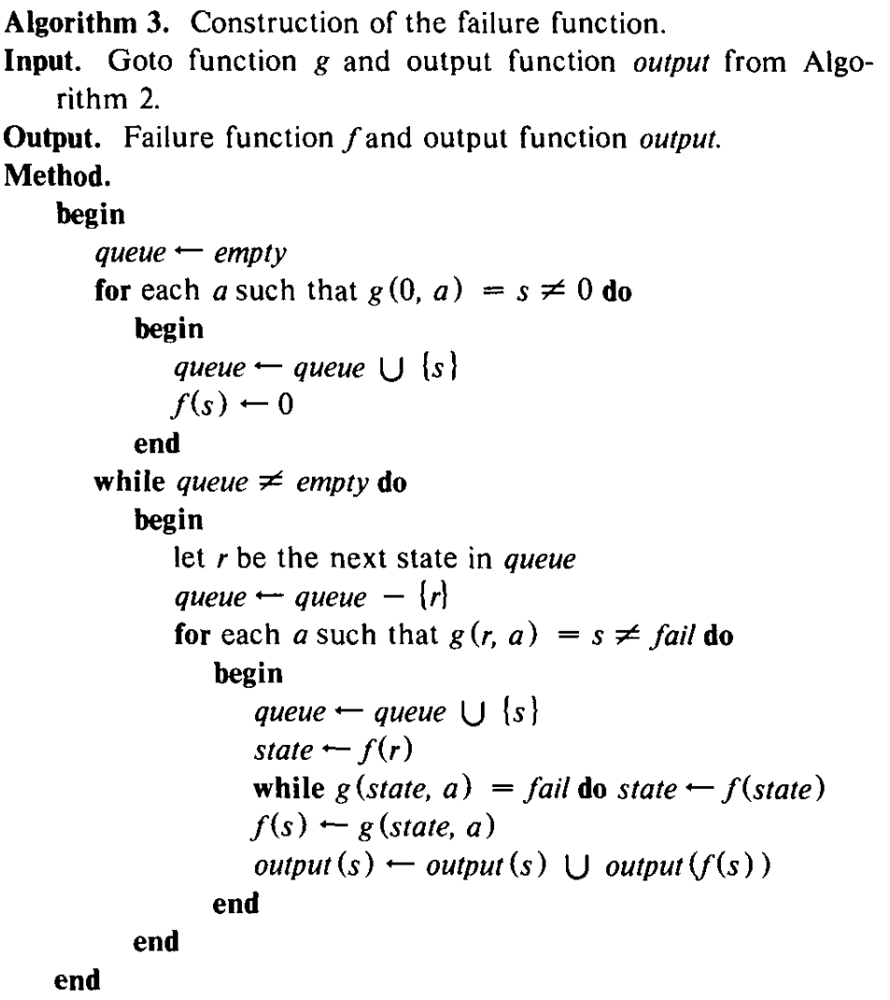 Algorithm 3. Construction of the failure function.
Input. Goto function g and output function output from Algo-
rithm 2.
Output. Failure function f and output function output.
Method.
begin
queue ← empty
for each a such that g(0, a) = s ≠ 0 do
begin
queue ← queue ∪ {s}
f(s) ← 0
end
while queue ≠ empty do
begin
let r be the next state in queue
queue ← queue − {r}
for each a such that g(r, a) = s ≠ fail do
begin
queue ← queue ∪ {s}
state ← f(r)
while g(state, a) = fail do state ← f(state)
f(s) ← g(state, a)
output(s) ← output(s) ∪ output(f(s))
end
end
end